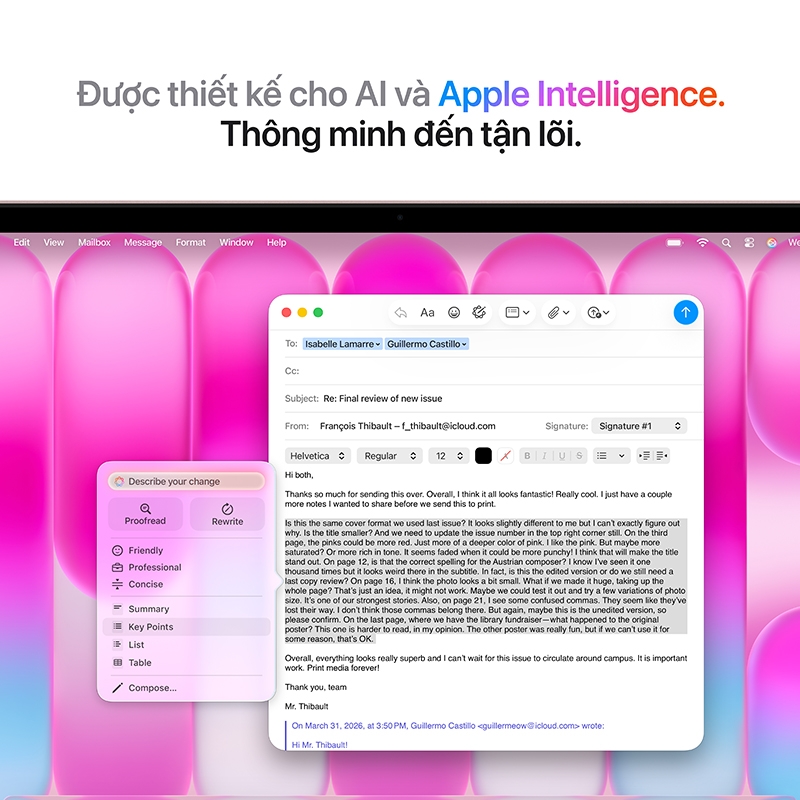 Được thiết kế cho AI và Apple Intelligence.
Thông minh đến tận lõi.
Edit View Mailbox Message Format Window Help
We
Aa
To: Isabelle Lamarre Guillermo Castillo
Cc:
Subject: Re: Final review of new issue
From: François Thibault – f_thibault@icloud.com Signature: Signature #1
Helvetica Regular 12 B I U S
Hi both,
Thanks so much for sending this over. Overall, I think it all looks fantastic! Really cool. I just have a couple
more notes I wanted to share before we send this to print.
Is this the same cover format we used last issue? It looks slightly different to me but I can't exactly figure out
why. Is the title smaller? And we need to update the issue number in the top right corner still. On the third
page, the pinks could be more red. Just more of a deeper color of pink. I like the pink. But maybe more
saturated? Or more rich in tone. It seems faded when it could be more punchy! I think that will make the title
stand out. On page 12, is that the correct spelling for the Austrian composer? I know I've seen it one
thousand times but it looks weird there in the subtitle. In fact, is this the edited version or do we still need a
last copy review? On page 16, I think the photo looks a bit small. What if we made it huge, taking up the
whole page? That's just an idea, it might not work. Maybe we could test it out and try a few variations of photo
size. It's one of our strongest stories. Also, on page 21, I see some confused commas. They seem like they've
lost their way. I don't think those commas belong there. But again, maybe this is the unedited version, so
please confirm. On the last page, where we have the library fundraiser—what happened to the original
poster? This one is harder to read, in my opinion. The other poster was really fun, but if we can't use it for
some reason, that's OK.
Overall, everything looks really superb and I can't wait for this issue to circulate around campus. It is important
work. Print media forever!
Thank you, team
Mr. Thibault
On March 31, 2026, at 3:50 PM, Guillermo Castillo <guillermeow@icloud.com> wrote:
Hi Mr. Thibault!
Describe your change
Proofread Rewrite
Friendly
Professional
Concise
Summary
Key Points
List
Table
Compose...